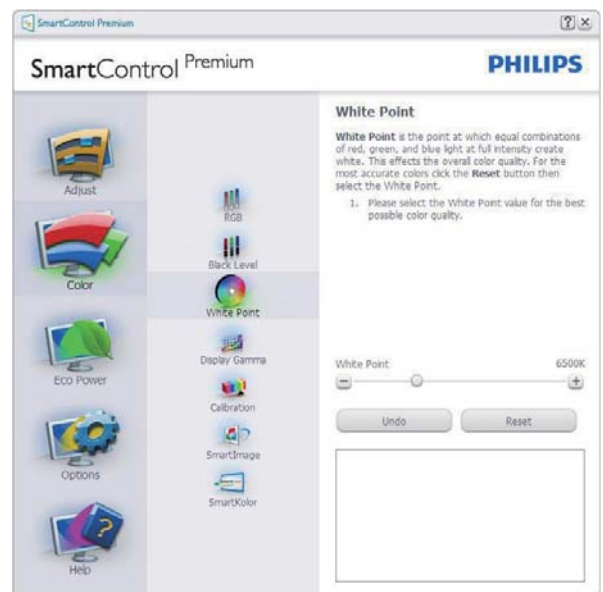 SmartControl Premium
SmartControl Premium
PHILIPS
Adjust
Color
Eco Power
Options
Help
RGB
Black Level
White Point
Display Gamma
Calibration
SmartImage
SmartKolor
White Point
White Point is the point at which equal combinations
of red, green, and blue light at full intensity create
white. This effects the overall color quality. For the
most accurate colors click the Reset button then
select the White Point.
1. Please select the White Point value for the best
possible color quality.
White Point 6500K
Undo Reset